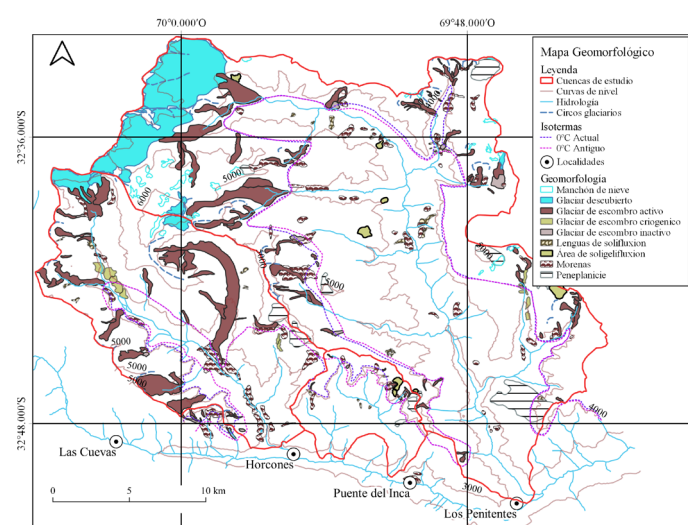 70°0.000'O
69°48.000'O
32°36.000'S
32°48.000'S
Mapa Geomorfológico
Leyenda
Cuencas de estudio
Curvas de nivel
Hidrología
Circos glaciarios
Isotermas
0°C Actual
0°C Antiguo
Localidades
Geomorfología
Manchón de nieve
Glaciar descubierto
Glaciar de escombro activo
Glaciar de escombro criogenico
Glaciar de escombro inactivo
Lenguas de solifluxion
Área de soligelifluxion
Morenas
Peneplanicie
4000
5000
6000
5000
5000
5000
5000
5000
5000
4000
3000
Las Cuevas
Horcones
Puente del Inca
Los Penitentes
0
5
10 km